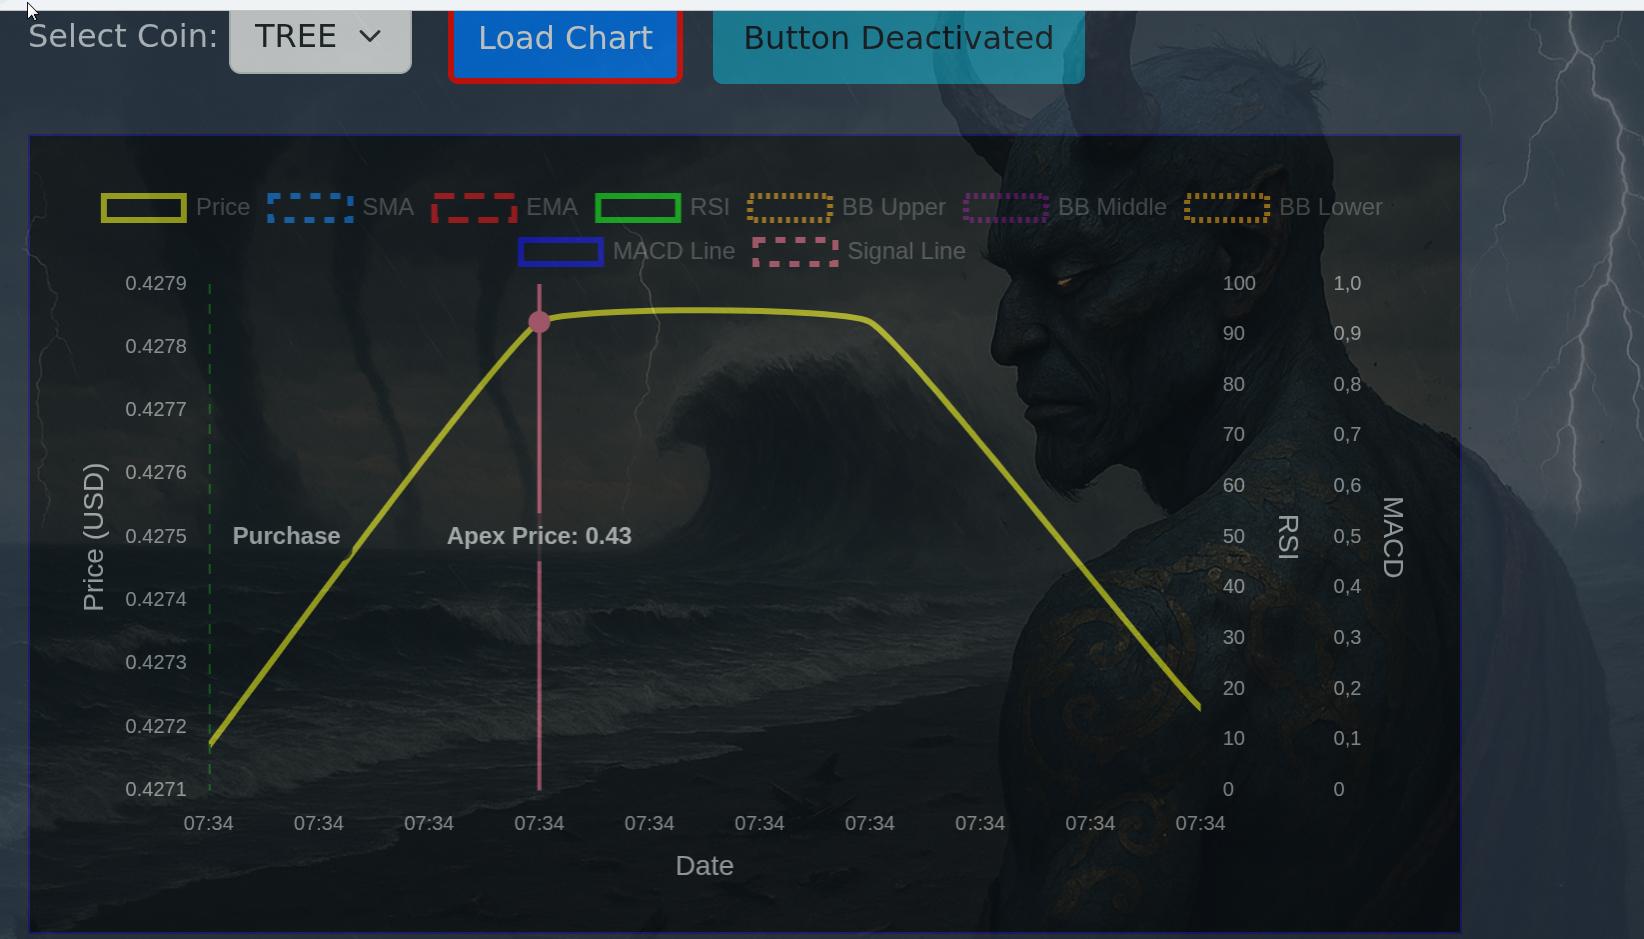 Select Coin: TREE Load Chart Button Deactivated
Price SMA EMA RSI BB Upper BB Middle BB Lower
MACD Line Signal Line
0.4279 100 1,0
0.4278 90 0,9
0.4277 80 0,8
0.4276 70 0,7
0.4275 60 0,6
0.4274 50 0,5
0.4273 40 0,4
0.4272 30 0,3
0.4271 20 0,2
10 0,1
0 0
Price (USD)
Purchase
Apex Price: 0.43
RSI
MACD
07:34 07:34 07:34 07:34 07:34 07:34 07:34 07:34 07:34 07:34
Date